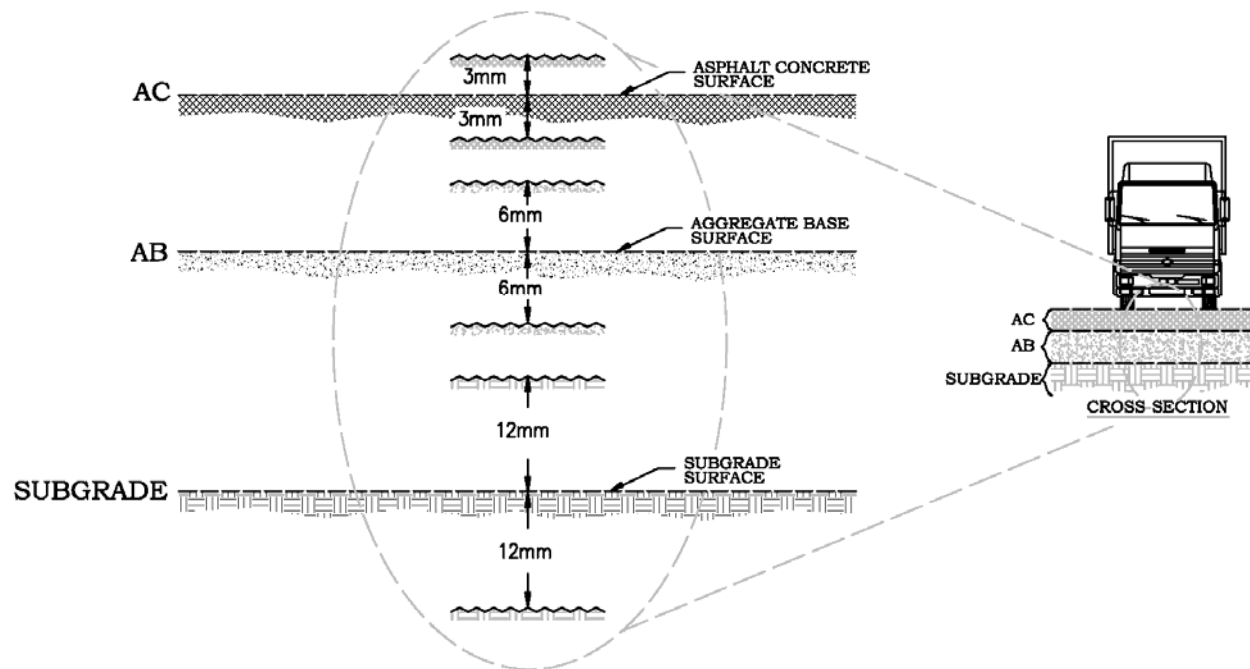 3mm
ASPHALT CONCRETE
SURFACE
AC
3mm
6mm
AGGREGATE BASE
SURFACE
AB
6mm
AC
AB
SUBGRADE
CROSS SECTION
12mm
SUBGRADE
SURFACE
SUBGRADE
12mm